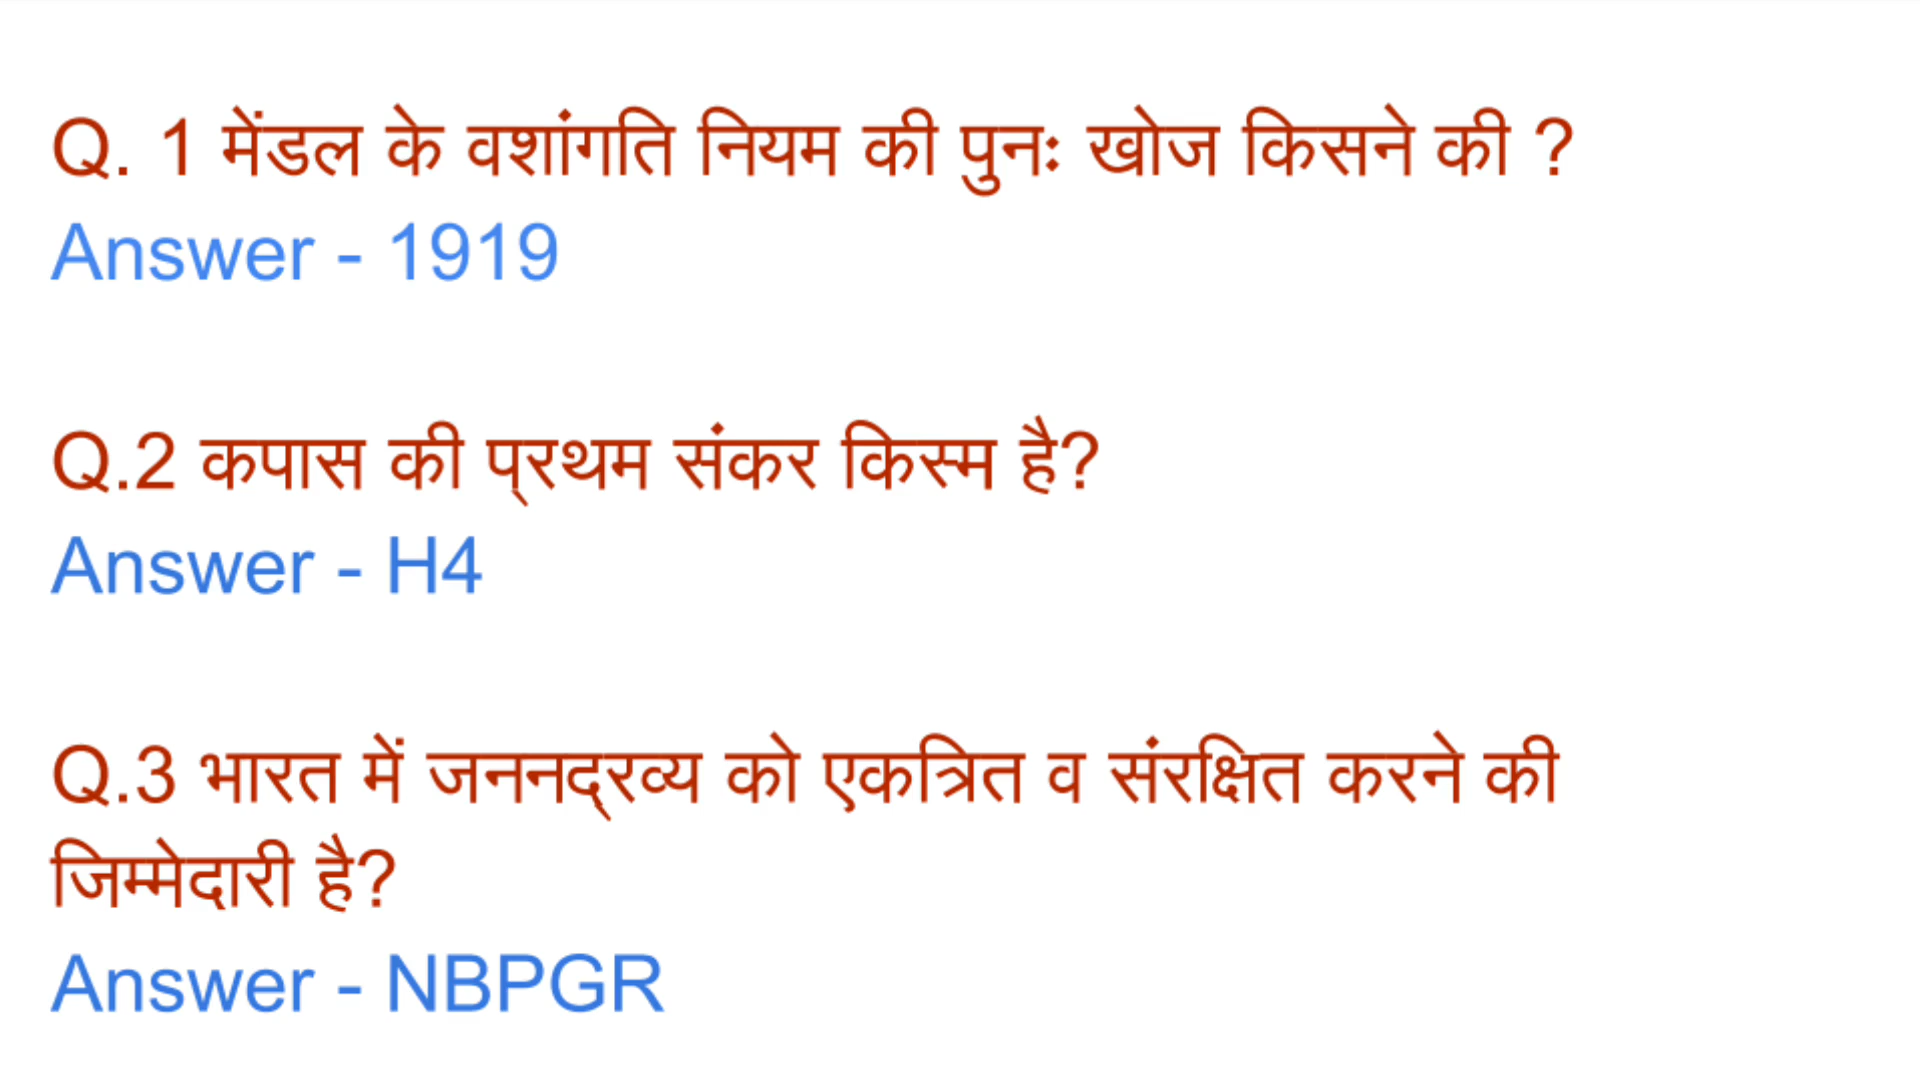 Q. 1 मेंडल के वशांगति नियम की पुनः खोज किसने की ?
Answer - 1919
Q.2 कपास की प्‌रथम संकर किस्म है?
Answer - H4
Q.3 भारत में जननद्‌रव्य को एकत्रित व संरक्षित करने की
जिम्मेदारी है?
Answer - NBPGR